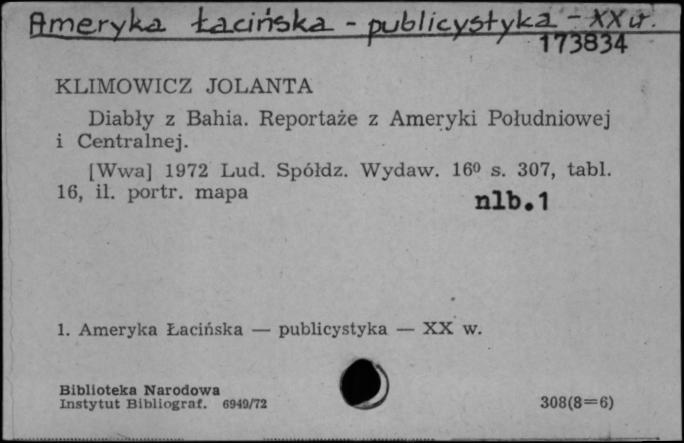 Ameryka Łacińska - publicystyka - XX w.
173834
KLIMOWICZ JOLANTA
Diabły z Bahia. Reportaże z Ameryki Południowej
i Centralnej.
[Wwa] 1972 Lud. Spółdz. Wydaw. 16⁰ s. 307, tabl.
16, il. portr. mapa
nlb.1
1. Ameryka Łacińska — publicystyka — XX w.
Biblioteka Narodowa
Instytut Bibliograf. 6949/72
308(8=6)